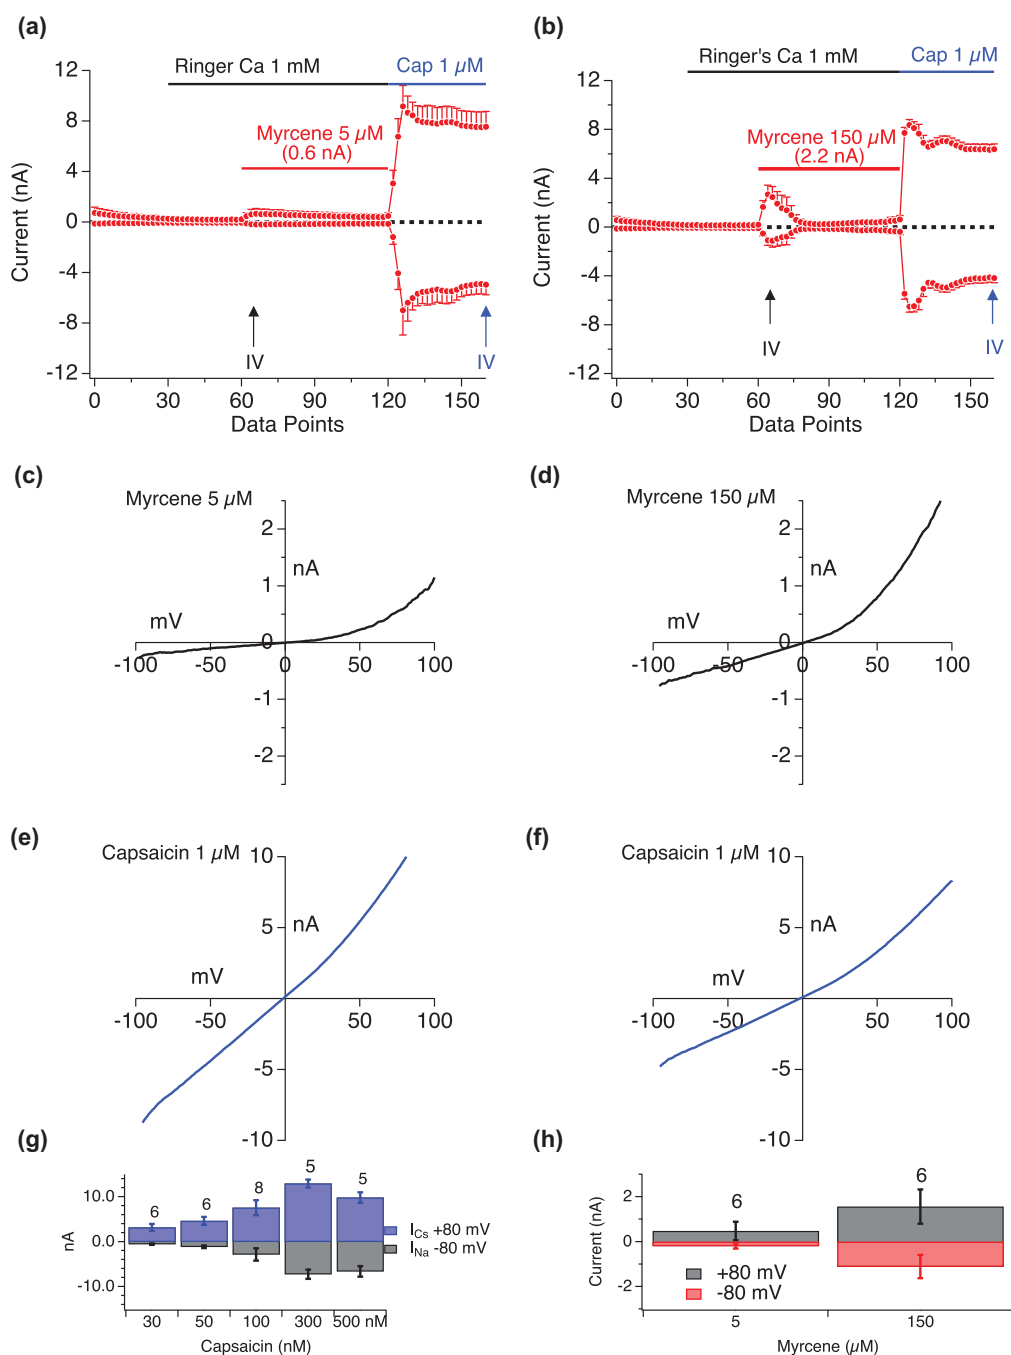 (a)
Ringer Ca 1 mM
Cap 1 µM
Myrcene 5 µM
(0.6 nA)
Current (nA)
12
8
4
0
-4
-8
-12
IV
IV
0 30 60 90 120 150
Data Points
(b)
Ringer's Ca 1 mM
Cap 1 µM
Myrcene 150 µM
(2.2 nA)
Current (nA)
12
8
4
0
-4
-8
-12
IV
IV
0 30 60 90 120 150
Data Points
(c)
Myrcene 5 µM
nA
mV
2
1
0
-1
-2
-100 -50 0 50 100
(d)
Myrcene 150 µM
nA
mV
2
1
0
-1
-2
-100 -50 0 50 100
(e)
Capsaicin 1 µM
nA
mV
10
5
-5
-10
-100 -50 0 50 100
(f)
Capsaicin 1 µM
nA
mV
10
5
-5
-10
-100 -50 0 50 100
(g)
nA
10.0
0.0
-10.0
6 6 8 5 5
I Cs +80 mV
I Na -80 mV
30 50 100 300 500 nM
Capsaicin (nM)
(h)
Current (nA)
2
0
-2
6 6
+80 mV
-80 mV
5 150
Myrcene (µM)